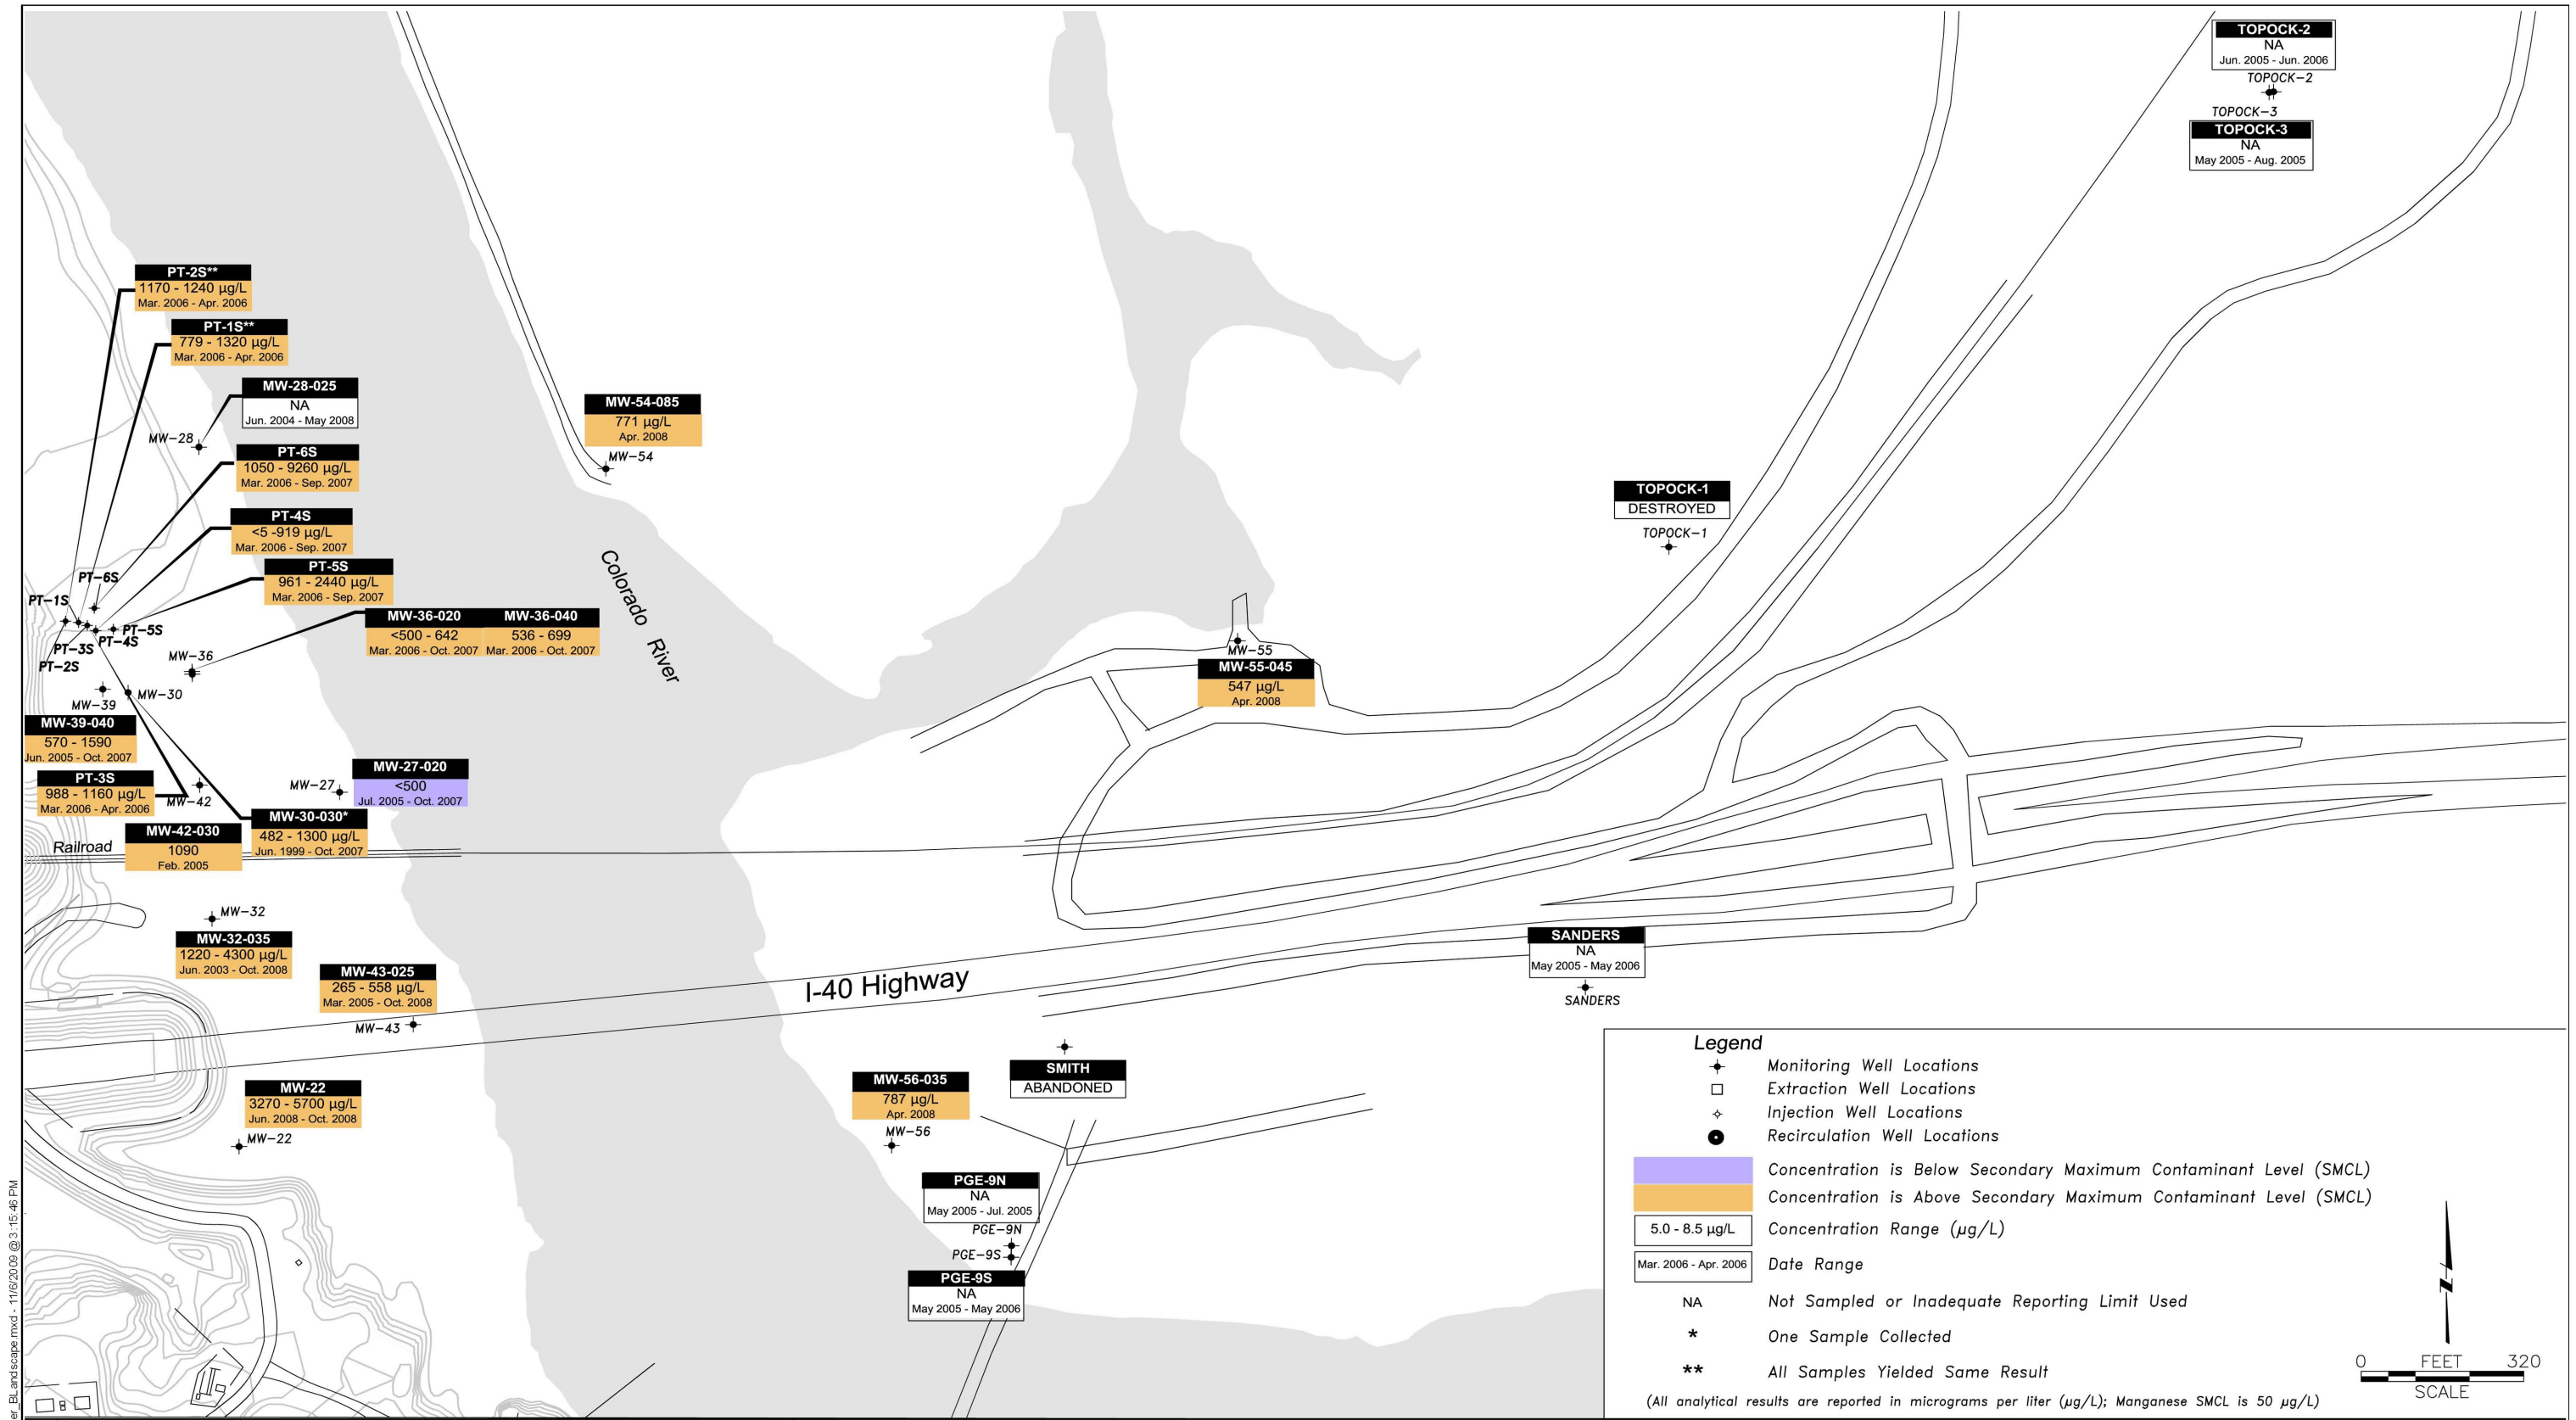 TOPOCK-2
NA
Jun. 2005 - Jun. 2006
TOPOCK-2
TOPOCK-3
TOPOCK-3
NA
May 2005 - Aug. 2005
PT-2S**
1170 - 1240 µg/L
Mar. 2006 - Apr. 2006
PT-1S**
779 - 1320 µg/L
Mar. 2006 - Apr. 2006
MW-28-025
NA
Jun. 2004 - May 2008
MW-28
PT-6S
1050 - 9260 µg/L
Mar. 2006 - Sep. 2007
PT-4S
<5 -919 µg/L
Mar. 2006 - Sep. 2007
PT-5S
961 - 2440 µg/L
Mar. 2006 - Sep. 2007
MW-54-085
771 µg/L
Apr. 2008
MW-54
TOPOCK-1
DESTROYED
TOPOCK-1
Colorado River
PT-6S
PT-1S
PT-5S
PT-4S
PT-3S
PT-2S
MW-36-020
<500 - 642
Mar. 2006 - Oct. 2007
MW-36-040
536 - 699
Mar. 2006 - Oct. 2007
MW-36
MW-30
MW-39
MW-55
MW-55-045
547 µg/L
Apr. 2008
MW-39-040
570 - 1590
Jun. 2005 - Oct. 2007
PT-3S
988 - 1160 µg/L
Mar. 2006 - Apr. 2006
MW-42
MW-27
MW-27-020
<500
Jul. 2005 - Oct. 2007
MW-30-030*
482 - 1300 µg/L
Jun. 1999 - Oct. 2007
MW-42-030
1090
Feb. 2005
Railroad
MW-32
MW-32-035
1220 - 4300 µg/L
Jun. 2003 - Oct. 2008
MW-43-025
265 - 558 µg/L
Mar. 2005 - Oct. 2008
MW-43
I-40 Highway
SANDERS
NA
May 2005 - May 2006
SANDERS
MW-22
3270 - 5700 µg/L
Jun. 2008 - Oct. 2008
MW-22
MW-56-035
787 µg/L
Apr. 2008
MW-56
SMITH
ABANDONED
PGE-9N
NA
May 2005 - Jul. 2005
PGE-9N
PGE-9S
PGE-9S
NA
May 2005 - May 2006
Legend
Monitoring Well Locations
Extraction Well Locations
Injection Well Locations
Recirculation Well Locations
Concentration is Below Secondary Maximum Contaminant Level (SMCL)
Concentration is Above Secondary Maximum Contaminant Level (SMCL)
5.0 - 8.5 µg/L Concentration Range (µg/L)
Mar. 2006 - Apr. 2006 Date Range
NA Not Sampled or Inadequate Reporting Limit Used
* One Sample Collected
** All Samples Yielded Same Result
(All analytical results are reported in micrograms per liter (µg/L); Manganese SMCL is 50 µg/L)
N
0 FEET 320
SCALE
er_BLandscape.mxd - 11/6/2009 @ 3:15:46 PM